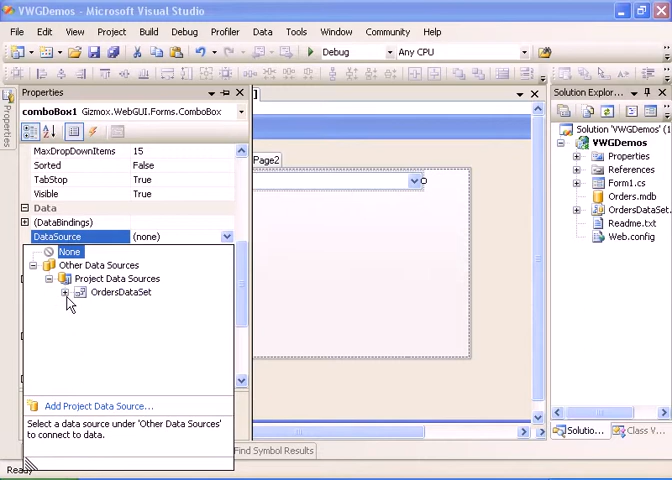 VWGDemos - Microsoft Visual Studio
File Edit View Project Build Debug Profiler Data Tools Window Community Help
Debug Any CPU
Properties
Properties
comboBox1 Gizmox.WebGUI.Forms.ComboBox
MaxDropDownItems 15
Sorted False
TabStop True
Visible True
Data
(DataBindings)
DataSource (none)
None
Other Data Sources
Project Data Sources
OrdersDataSet
Add Project Data Source...
Select a data source under 'Other Data Sources'
to connect to data.
Ready
]
Page2
Find Symbol Results
Solution Explor...
Solution 'VWGDemos' (1
VWGDemos
Properties
References
Form1.cs
Orders.mdb
OrdersDataSet.
Readme.txt
Web.config
Solutio...
Class V...